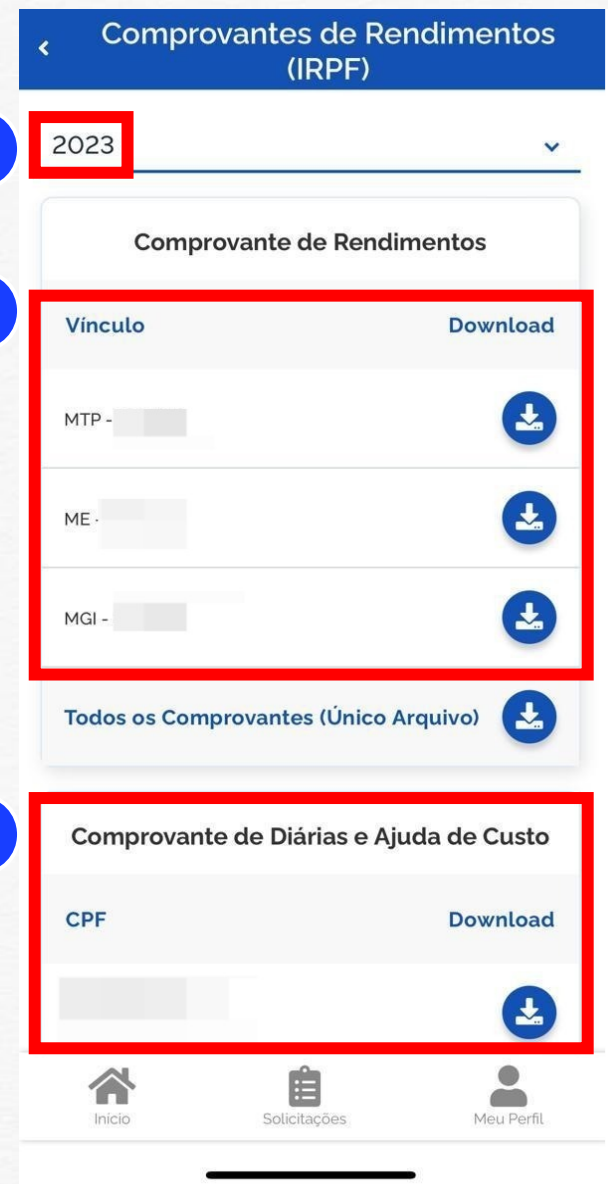 Comprovantes de Rendimentos
(IRPF)
2023
Comprovante de Rendimentos
Vínculo Download
MTP -
ME -
MGI -
Todos os Comprovantes (Único Arquivo)
Comprovante de Diárias e Ajuda de Custo
CPF Download
Início Solicitações Meu Perfil